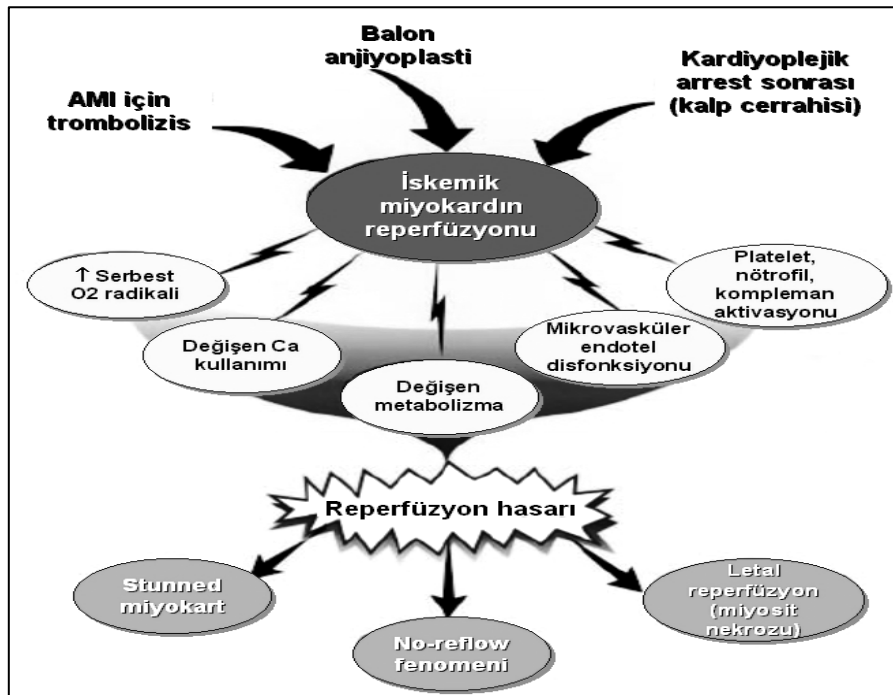 Balon
anjiyoplasti
Kardiyoplejik
arrest sonrası
(kalp cerrahisi)
AMI için
trombolizis
İskemik
miyokardın
reperfüzyonu
↑ Serbest
O2 radikali
Değişen Ca
kullanımı
Değişen
metabolizma
Mikrovasküler
endotel
disfonksiyonu
Platelet,
nötrofil,
kompleman
aktivasyonu
Reperfüzyon hasarı
Stunned
miyokart
No-reflow
fenomeni
Letal
reperfüzyon
(miyosit
nekrozu)